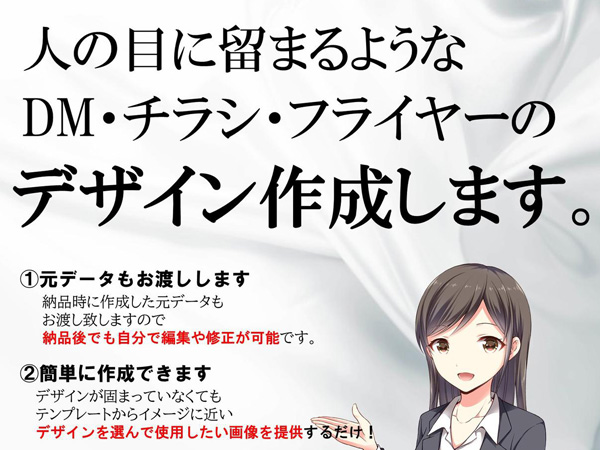 人の目に留まるような
DM・チラシ・フライヤーの
デザイン作成します。
①元データもお渡しします
納品時に作成した元データも
お渡し致しますので
納品後でも自分で編集や修正が可能です。
②簡単に作成できます
デザインが固まっていなくても
テンプレートからイメージに近い
デザインを選んで使用したい画像を提供するだけ！